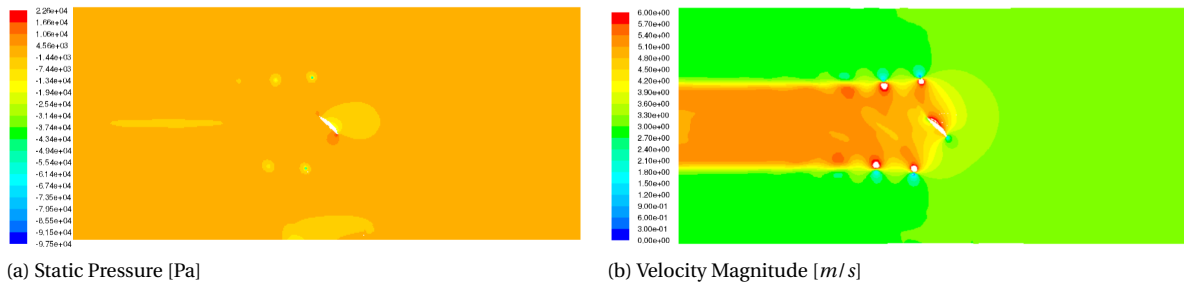 2.26e+04
1.66e+04
1.06e+04
4.56e+03
-1.44e+03
-7.44e+03
-1.34e+04
-1.94e+04
-2.54e+04
-3.14e+04
-3.74e+04
-4.34e+04
-4.94e+04
-5.54e+04
-6.14e+04
-6.75e+04
-7.35e+04
-7.95e+04
-8.55e+04
-9.15e+04
-9.75e+04
6.00e+00
5.70e+00
5.40e+00
5.10e+00
4.80e+00
4.50e+00
4.20e+00
3.90e+00
3.60e+00
3.30e+00
3.00e+00
2.70e+00
2.40e+00
2.10e+00
1.80e+00
1.50e+00
1.20e+00
9.00e-01
6.00e-01
3.00e-01
0.00e+00
(a) Static Pressure [Pa]
(b) Velocity Magnitude [m/s]